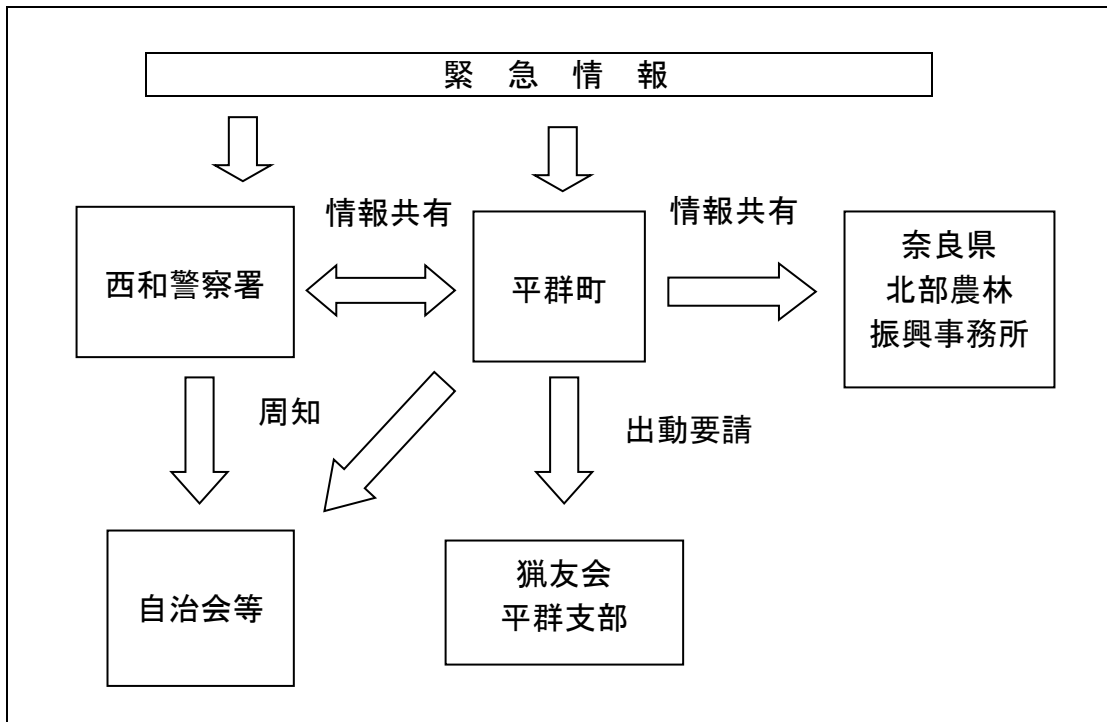 緊急情報
情報共有
情報共有
西和警察署
平群町
奈良県
北部農林
振興事務所
周知
出動要請
自治会等
猟友会
平群支部